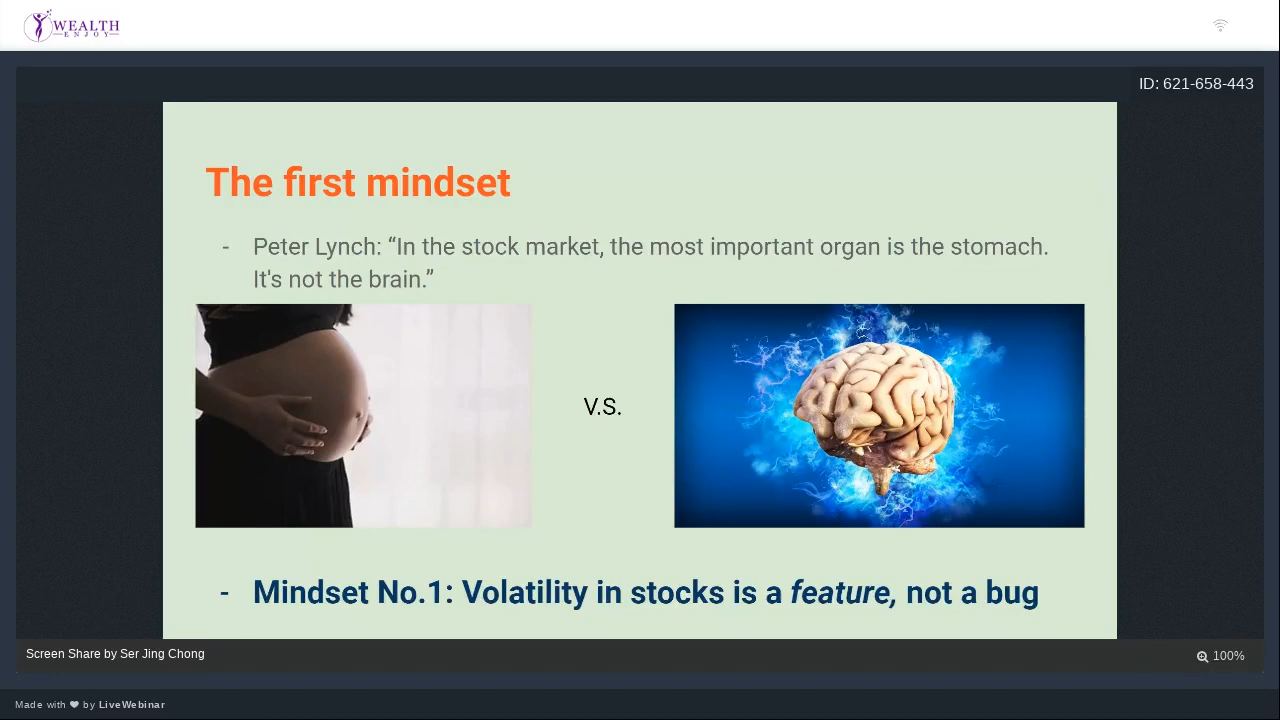 WEALTH
ENJOY
ID: 621-658-443
The first mindset
- Peter Lynch: “In the stock market, the most important organ is the stomach.
It's not the brain.”
V.S.
- Mindset No.1: Volatility in stocks is a feature, not a bug
Screen Share by Ser Jing Chong
100%
Made with ❤ by LiveWebinar